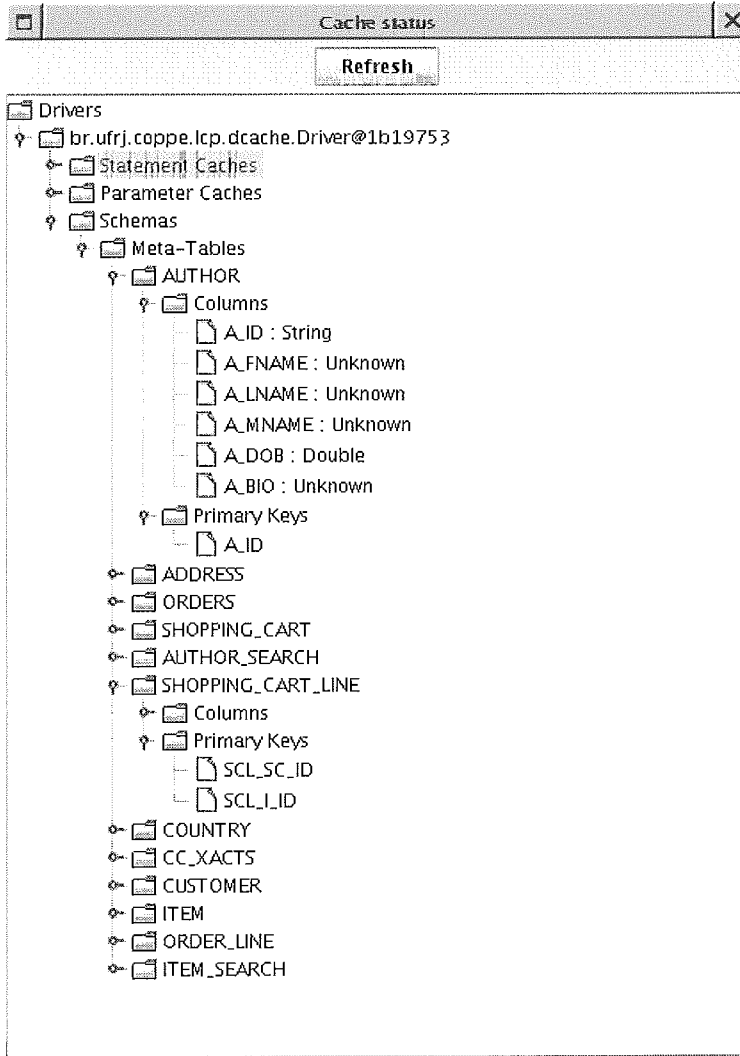 Cache status
Refresh
Drivers
br.ufrj.coppe.lcp.dcache.Driver@1b19753
Statement Caches
Parameter Caches
Schemas
Meta-Tables
AUTHOR
Columns
A_ID : String
A_FNAME : Unknown
A_LNAME : Unknown
A_MNAME : Unknown
A_DOB : Double
A_BIO : Unknown
Primary Keys
A_ID
ADDRESS
ORDERS
SHOPPING_CART
AUTHOR_SEARCH
SHOPPING_CART_LINE
Columns
Primary Keys
SCL_SC_ID
SCL_I_ID
COUNTRY
CC_XACTS
CUSTOMER
ITEM
ORDER_LINE
ITEM_SEARCH